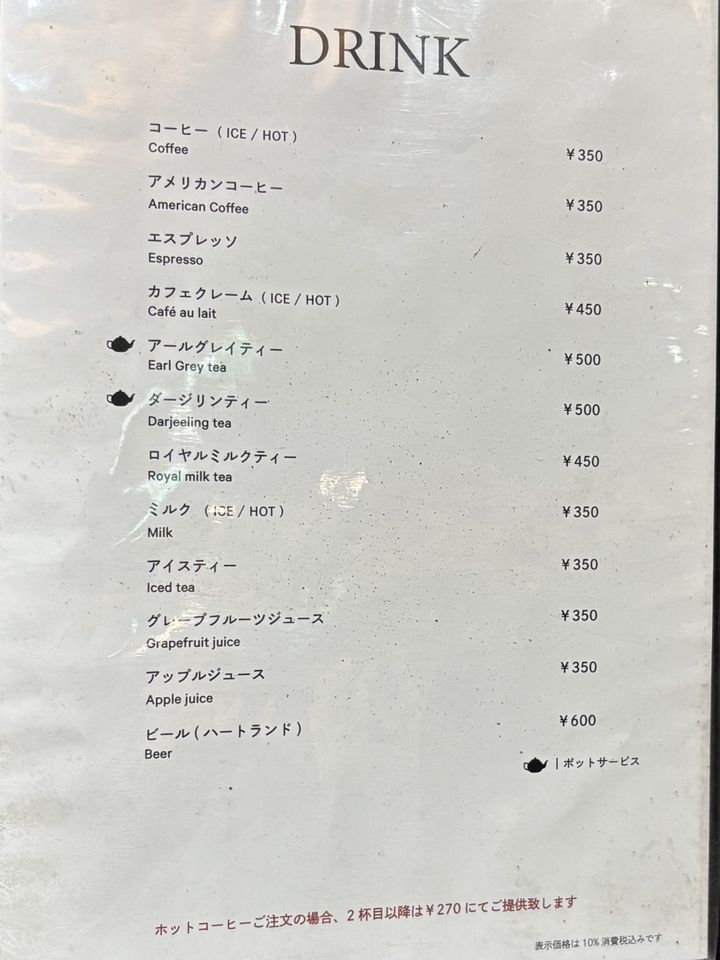 DRINK
コーヒー ( ICE / HOT )
Coffee
¥350
アメリカンコーヒー
American Coffee
¥350
エスプレッソ
Espresso
¥350
カフェクレーム ( ICE / HOT )
Café au lait
¥450
アールグレイティー
Earl Grey tea
¥500
ダージリンティー
Darjeeling tea
¥500
ロイヤルミルクティー
Royal milk tea
¥450
ミルク ( ICE / HOT )
Milk
¥350
アイスティー
Iced tea
¥350
グレープフルーツジュース
Grapefruit juice
¥350
アップルジュース
Apple juice
¥350
ビール ( ハートランド )
Beer
¥600
| ポットサービス
ホットコーヒーご注文の場合、2 杯目以降は ¥270 にてご提供致します
表示価格は 10% 消費税込みです